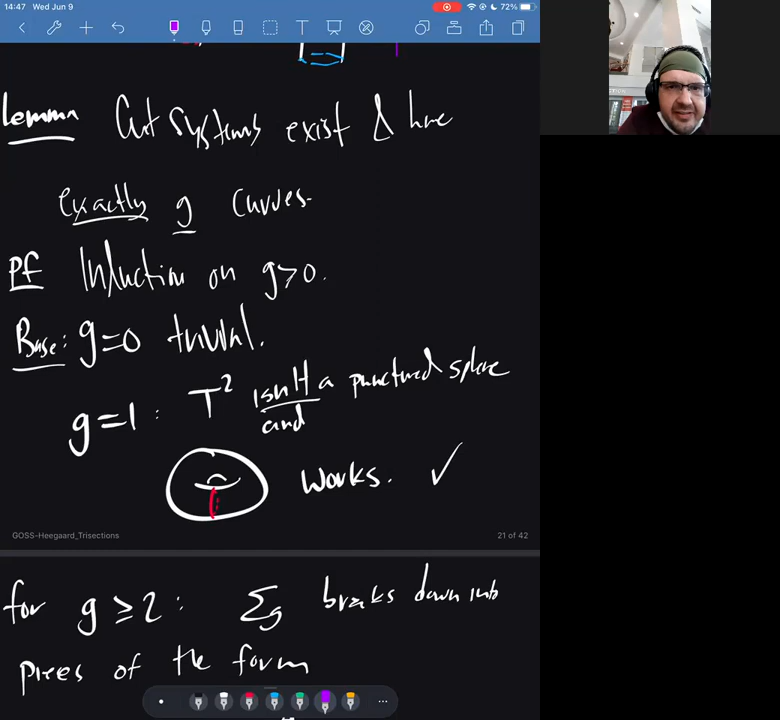 14:47 Wed Jun 9
72%
Lemma Cut systems exist & have
exactly g curves.
Pf Induction on g>0.
Base: g=0 trivial.
g=1: T² isn't a punctured sphere
and
works. ✓
GOSS-Heegaard_Trisections
21 of 42
for g ≥ 2: Σg breaks down into
pieces of the form